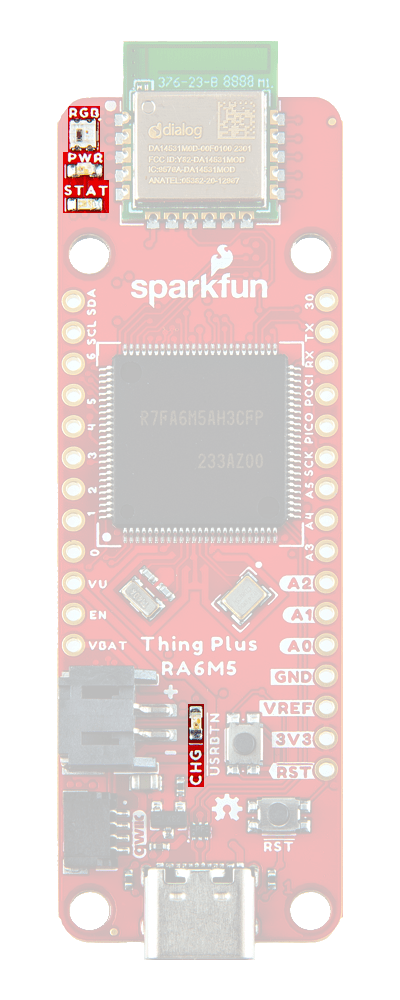 376-23-B 8888 M1.
RGB
PWR
STAT
dialog
DA14531MOD-00F0100 2301
FCC ID:Y82-DA14531MOD
IC:9576A-DA14531MOD
sparkfun
SDA
SCL
6
5
4
3
2
1
0
VU
EN
VBAT
30
TX
RX
POCI
PICO
SCK
A5
A4
A3
A2
A1
A0
GND
VREF
3V3
RST
R7FA6M5AH3CFP
233AZ00
Thing Plus
RA6M5
+
-
CHG
USRBTN
QWIIC
RST